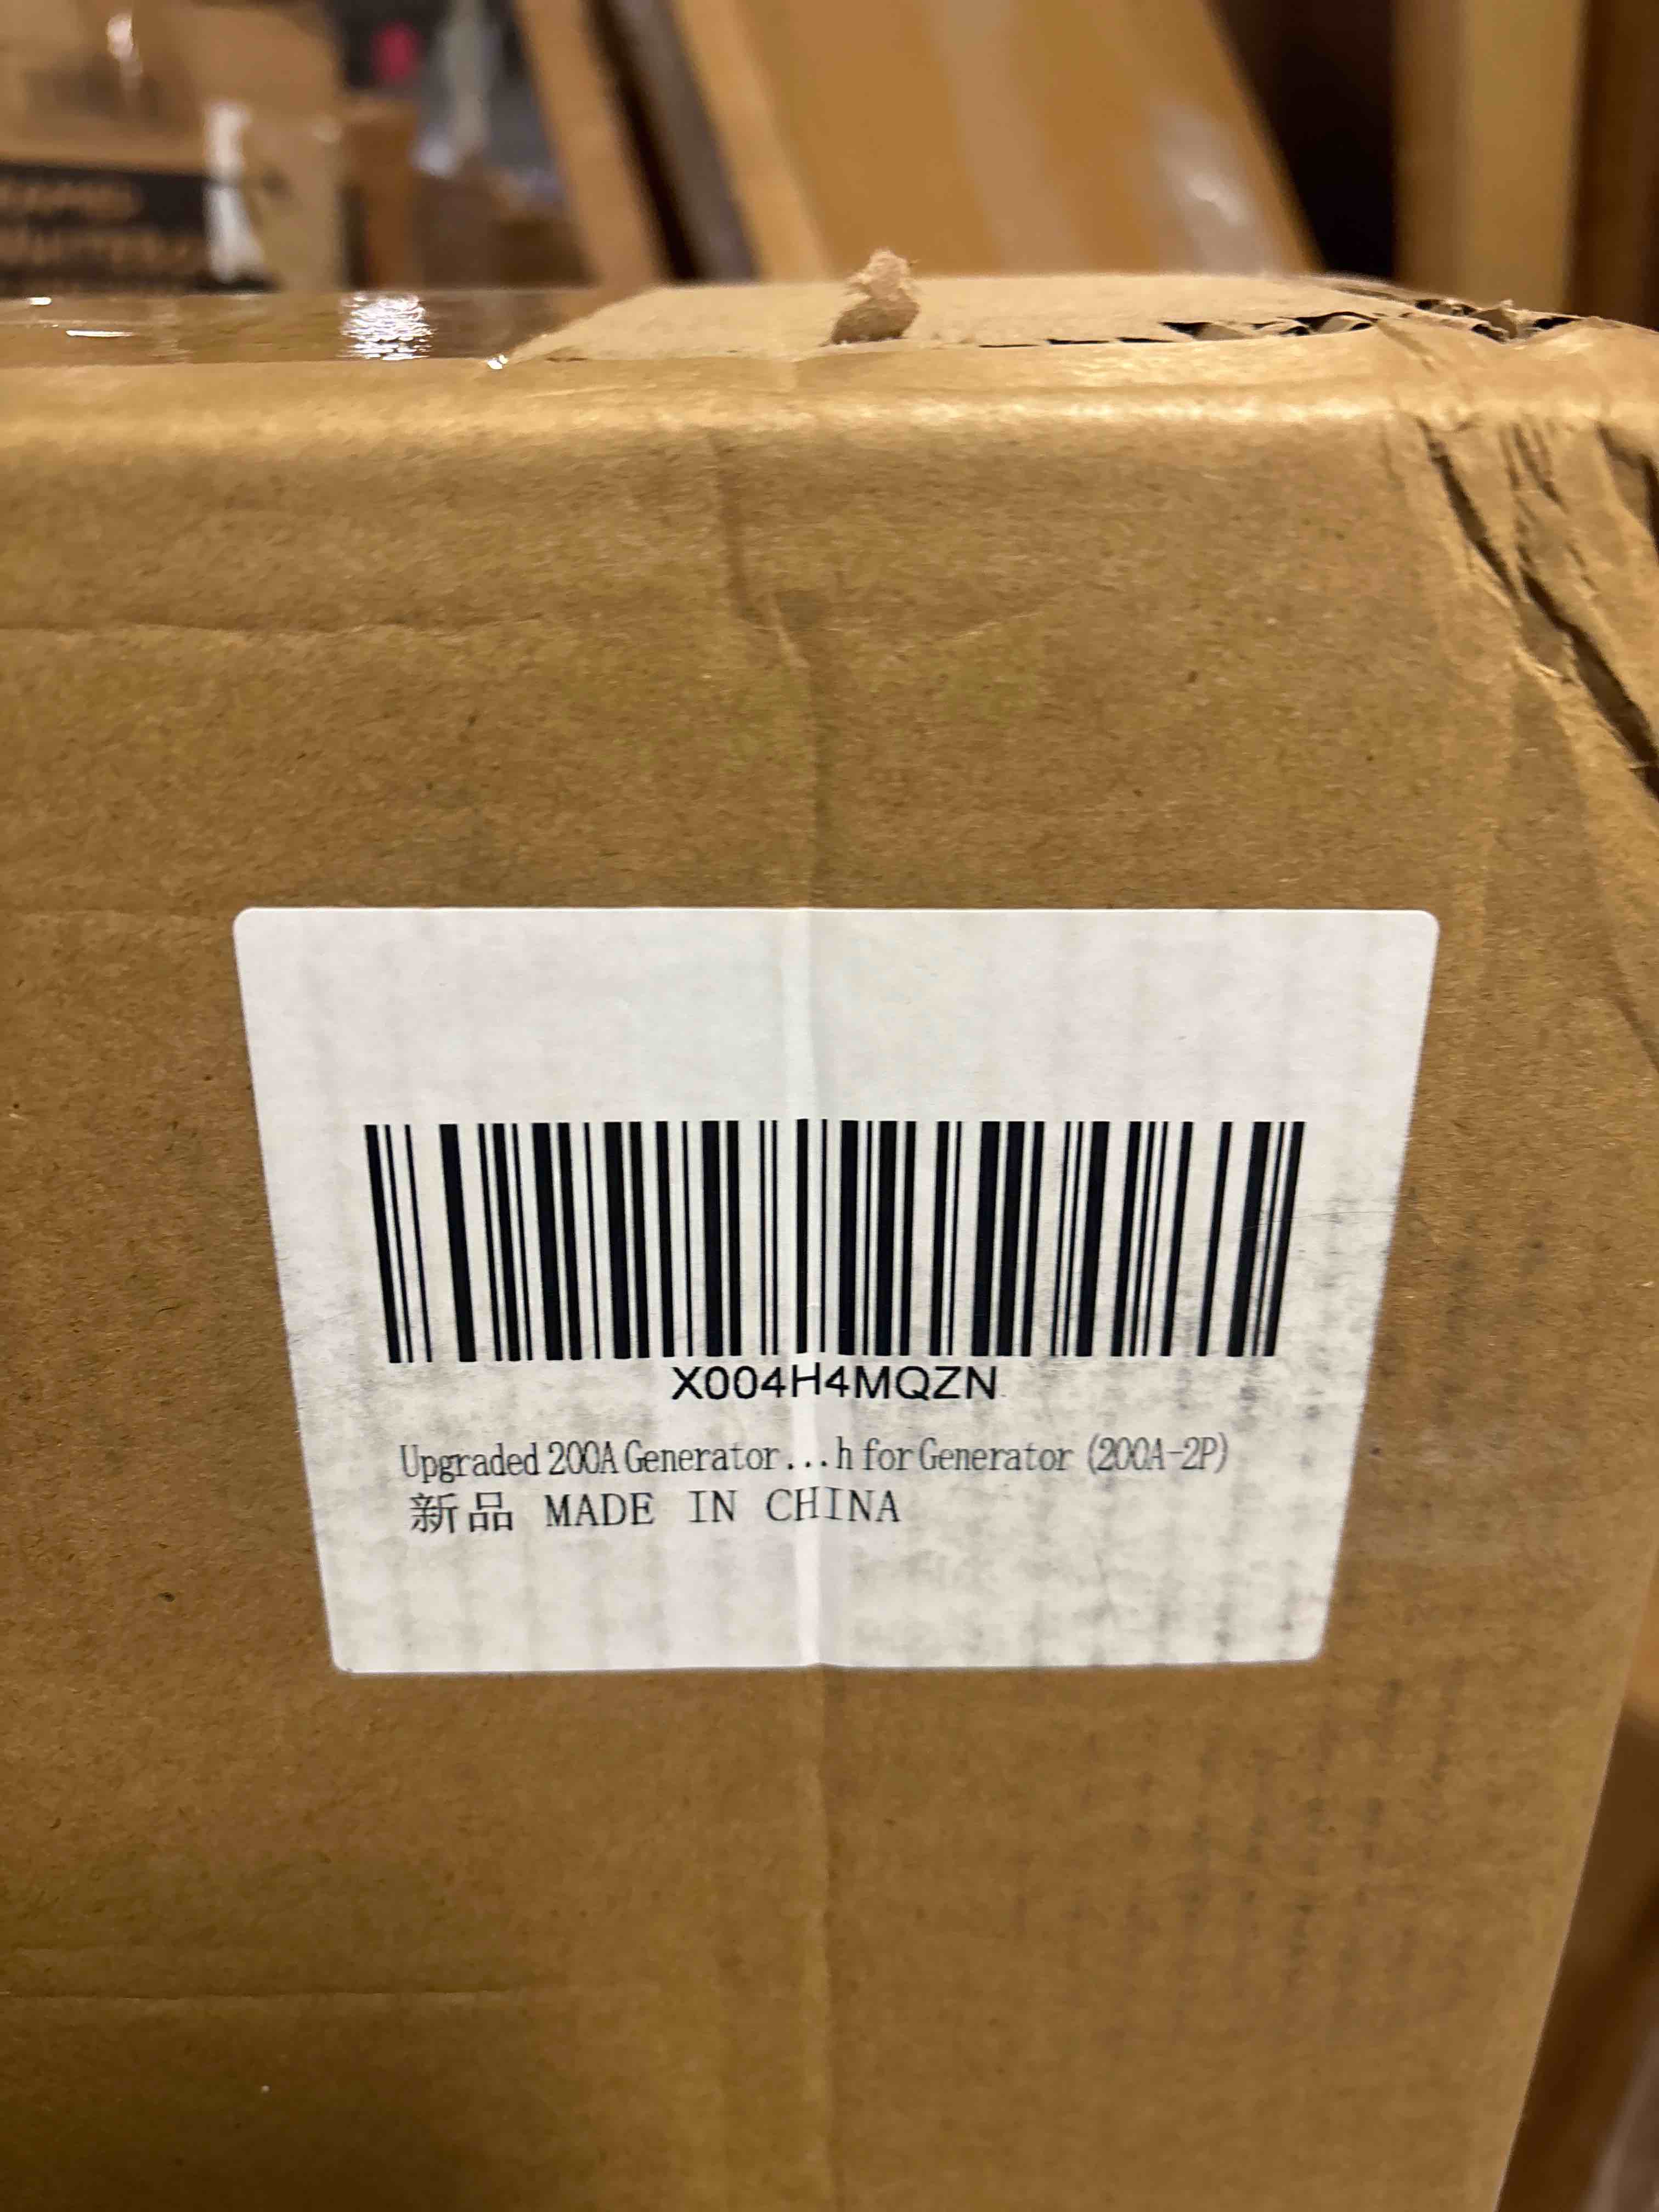 X004H4MQZN
Upgraded 200A Generator...h for Generator (200A-2P)
新品 MADE IN CHINA